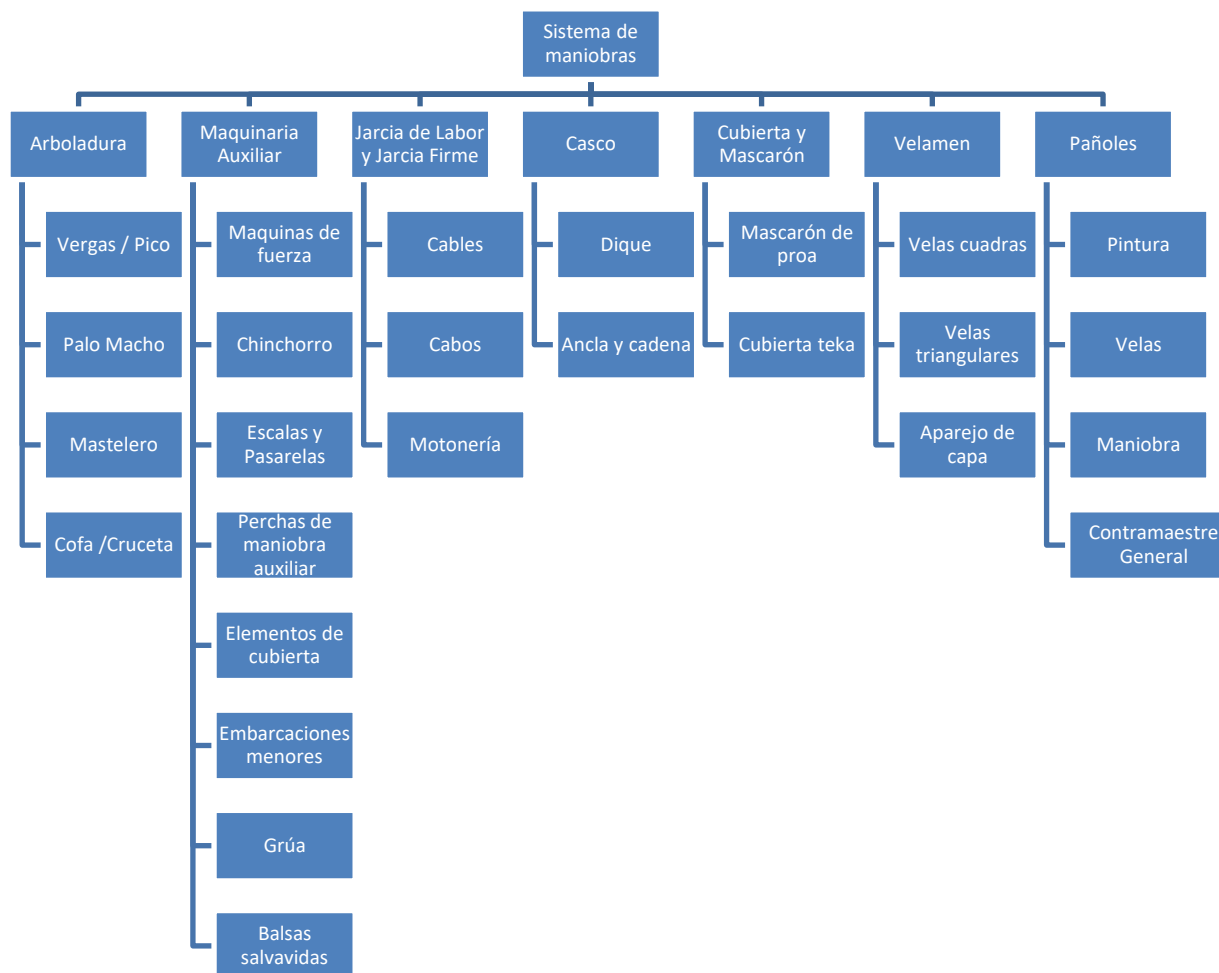 Sistema de
maniobras
Arboladura
Maquinaria
Auxiliar
Jarcia de Labor
y Jarcia Firme
Casco
Cubierta y
Mascarón
Velamen
Pañoles
Vergas / Pico
Palo Macho
Mastelero
Cofa /Cruceta
Maquinas de
fuerza
Chinchorro
Escalas y
Pasarelas
Perchas de
maniobra
auxiliar
Elementos de
cubierta
Embarcaciones
menores
Grúa
Balsas
salvavidas
Cables
Cabos
Motonería
Dique
Ancla y cadena
Mascarón de
proa
Cubierta teka
Velas cuadras
Velas
triangulares
Aparejo de
capa
Pintura
Velas
Maniobra
Contramaestre
General